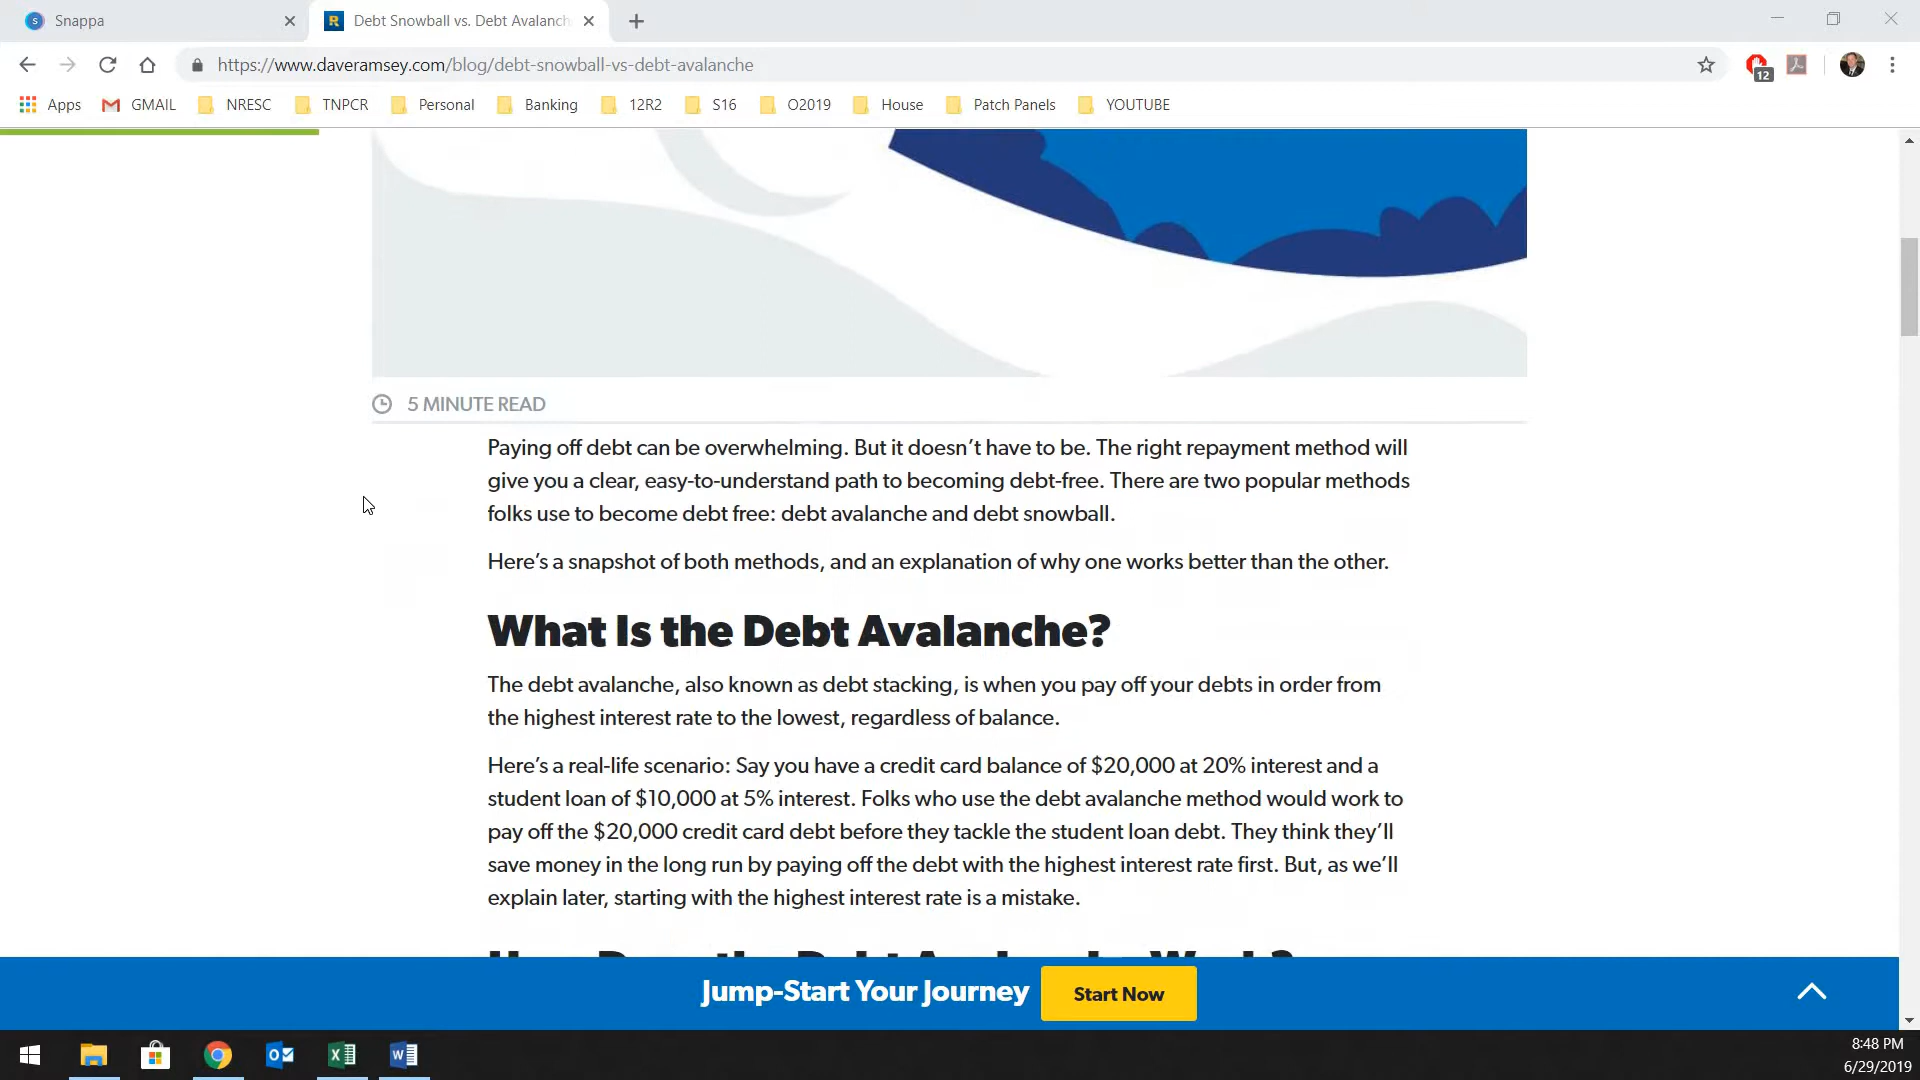 Snappa
Debt Snowball vs. Debt Avalanch
https://www.daveramsey.com/blog/debt-snowball-vs-debt-avalanche
12
Apps GMAIL NRESC TNPCR Personal Banking 12R2 S16 O2019 House Patch Panels YOUTUBE
5 MINUTE READ
Paying off debt can be overwhelming. But it doesn’t have to be. The right repayment method will
give you a clear, easy-to-understand path to becoming debt-free. There are two popular methods
folks use to become debt free: debt avalanche and debt snowball.
Here’s a snapshot of both methods, and an explanation of why one works better than the other.
What Is the Debt Avalanche?
The debt avalanche, also known as debt stacking, is when you pay off your debts in order from
the highest interest rate to the lowest, regardless of balance.
Here’s a real-life scenario: Say you have a credit card balance of $20,000 at 20% interest and a
student loan of $10,000 at 5% interest. Folks who use the debt avalanche method would work to
pay off the $20,000 credit card debt before they tackle the student loan debt. They think they’ll
save money in the long run by paying off the debt with the highest interest rate first. But, as we’ll
explain later, starting with the highest interest rate is a mistake.
Jump-Start Your Journey Start Now
8:48 PM
6/29/2019